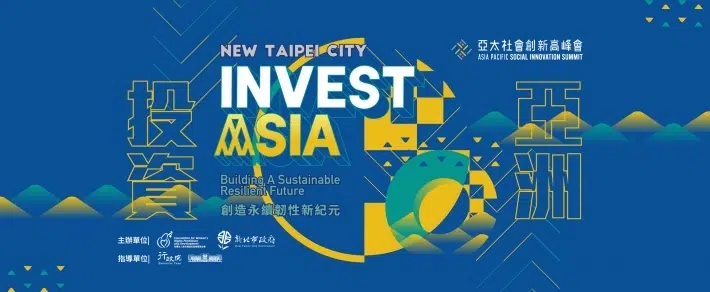 NEW TAIPEI CITY
INVEST
ASIA
投資
亞洲
Building A Sustainable
Resilient Future
創造永續韌性新紀元
亞太社會創新高峰會
ASIA PACIFIC SOCIAL INNOVATION SUMMIT
主辦單位|
新北市政府
指導單位|
行政院